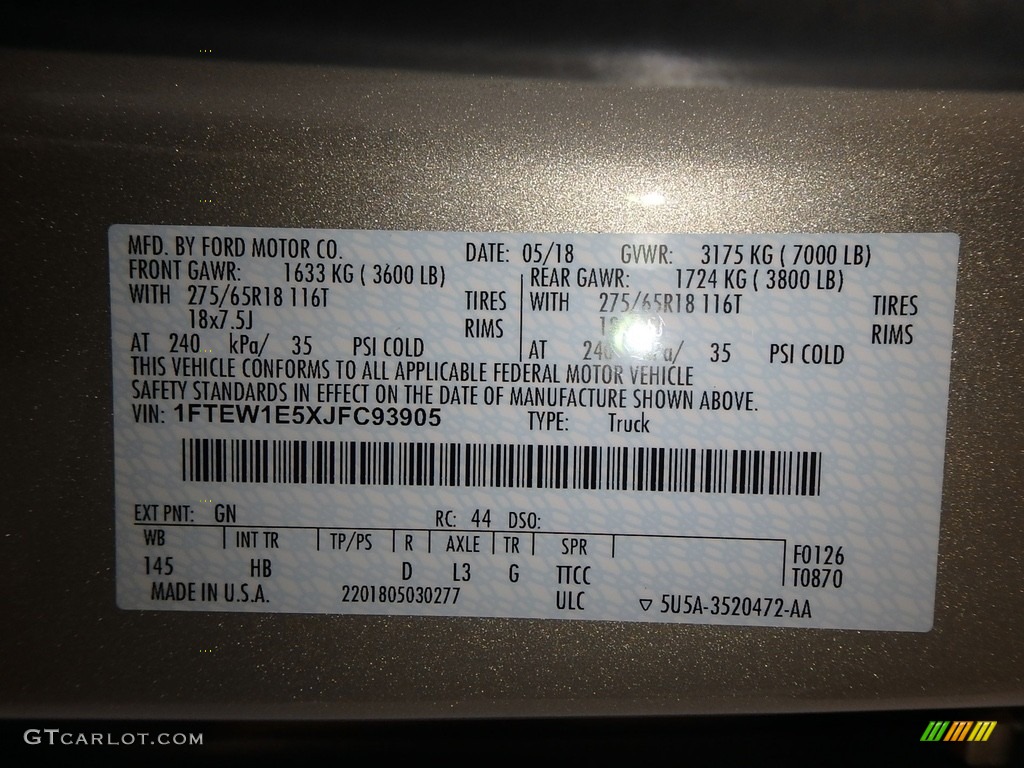 MFD. BY FORD MOTOR CO. DATE: 05/18 GVWR: 3175 KG ( 7000 LB)
FRONT GAWR: 1633 KG ( 3600 LB) REAR GAWR: 1724 KG ( 3800 LB)
WITH 275/65R18 116T TIRES WITH 275/65R18 116T TIRES
18x7.5J RIMS RIMS
AT 240 kPa/ 35 PSI COLD AT 240 kPa/ 35 PSI COLD
THIS VEHICLE CONFORMS TO ALL APPLICABLE FEDERAL MOTOR VEHICLE
SAFETY STANDARDS IN EFFECT ON THE DATE OF MANUFACTURE SHOWN ABOVE.
VIN: 1FTEW1E5XJFC93905 TYPE: Truck
EXT PNT: GN RC: 44 DSO:
WB INT TR TP/PS R AXLE TR SPR F0126
145 HB D L3 G TTCC T0870
MADE IN U.S.A. 2201805030277 ULC ▽ 5U5A-3520472-AA
GTCARLOT.COM